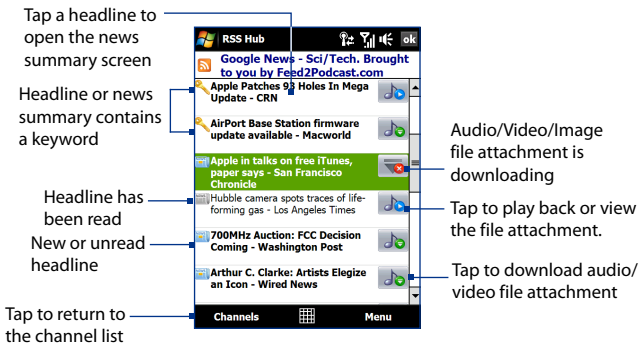 Tap a headline to
open the news
summary screen
Headline or news
summary contains
a keyword
Headline has
been read
New or unread
headline
Tap to return to
the channel list
RSS Hub
ok
Google News - Sci/Tech. Brought
to you by Feed2Podcast.com
Apple Patches 93 Holes In Mega
Update - CRN
AirPort Base Station firmware
update available - Macworld
Apple in talks on free iTunes,
paper says - San Francisco
Chronicle
Hubble camera spots traces of life-
forming gas - Los Angeles Times
700MHz Auction: FCC Decision
Coming - Washington Post
Arthur C. Clarke: Artists Elegize
an Icon - Wired News
Channels
Menu
Audio/Video/Image
file attachment is
downloading
Tap to play back or view
the file attachment.
Tap to download audio/
video file attachment